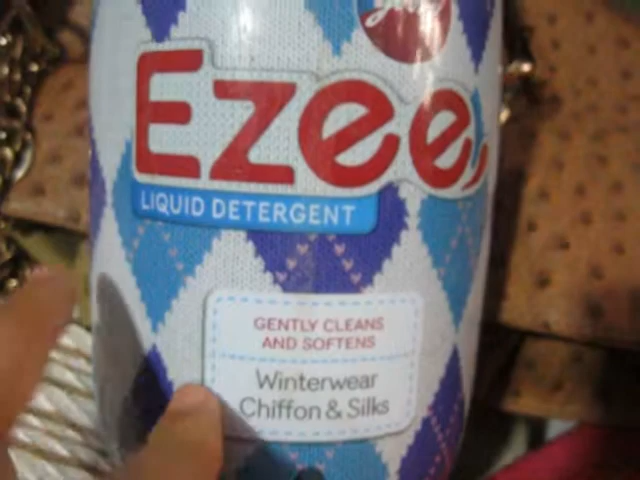 Ezee
LIQUID DETERGENT
GENTLY CLEANS
AND SOFTENS
Winterwear
Chiffon & Silks